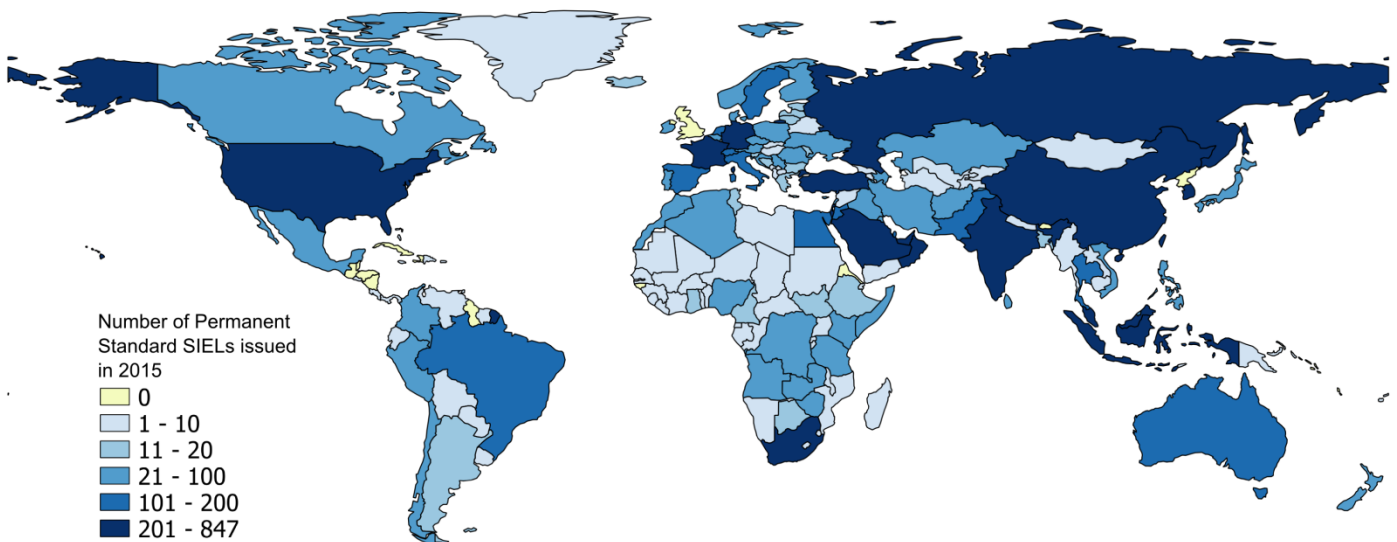 Number of Permanent
Standard SIELs issued
in 2015
0
1 - 10
11 - 20
21 - 100
101 - 200
201 - 847